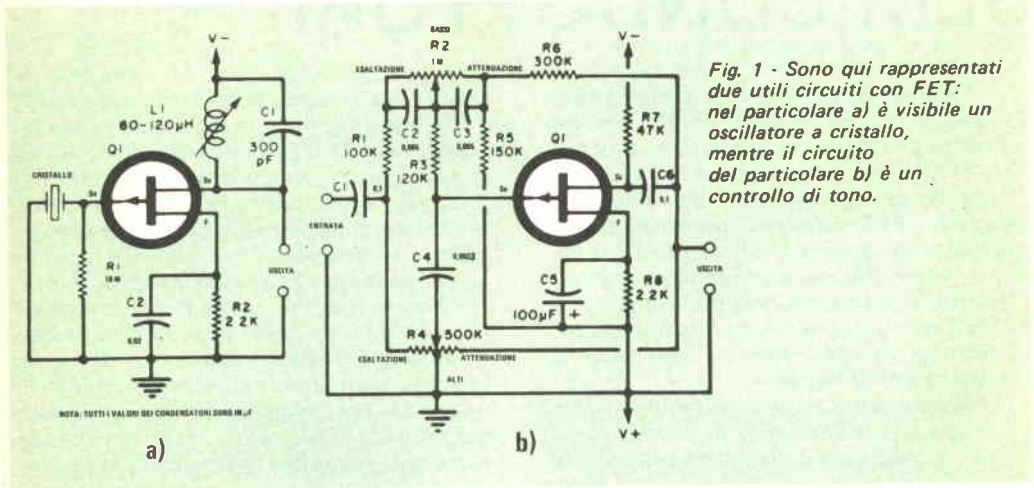 V-
L1
60-120µH
C1
300
pF
Q1
CRISTALLO
R1
10M
C2
0,02
R2
2.2K
USCITA
NOTA: TUTTI I VALORI DEI CONDENSATORI SONO IN µF
a)
BASSI
R2
1M
ESALTAZIONE
ATTENUAZIONE
R6
300K
V-
R7
47K
C2
0,005
C3
0,005
R1
100K
R3
120K
R5
150K
Q1
C6
0,1
C1
0,1
ENTRATA
C4
C5
100µF
+
R8
2.2K
USCITA
R4
500K
ESALTAZIONE
ATTENUAZIONE
ALTI
V+
b)
Fig. 1 - Sono qui rappresentati
due utili circuiti con FET:
nel particolare a) è visibile un
oscillatore a cristallo,
mentre il circuito
del particolare b) è un
controllo di tono.